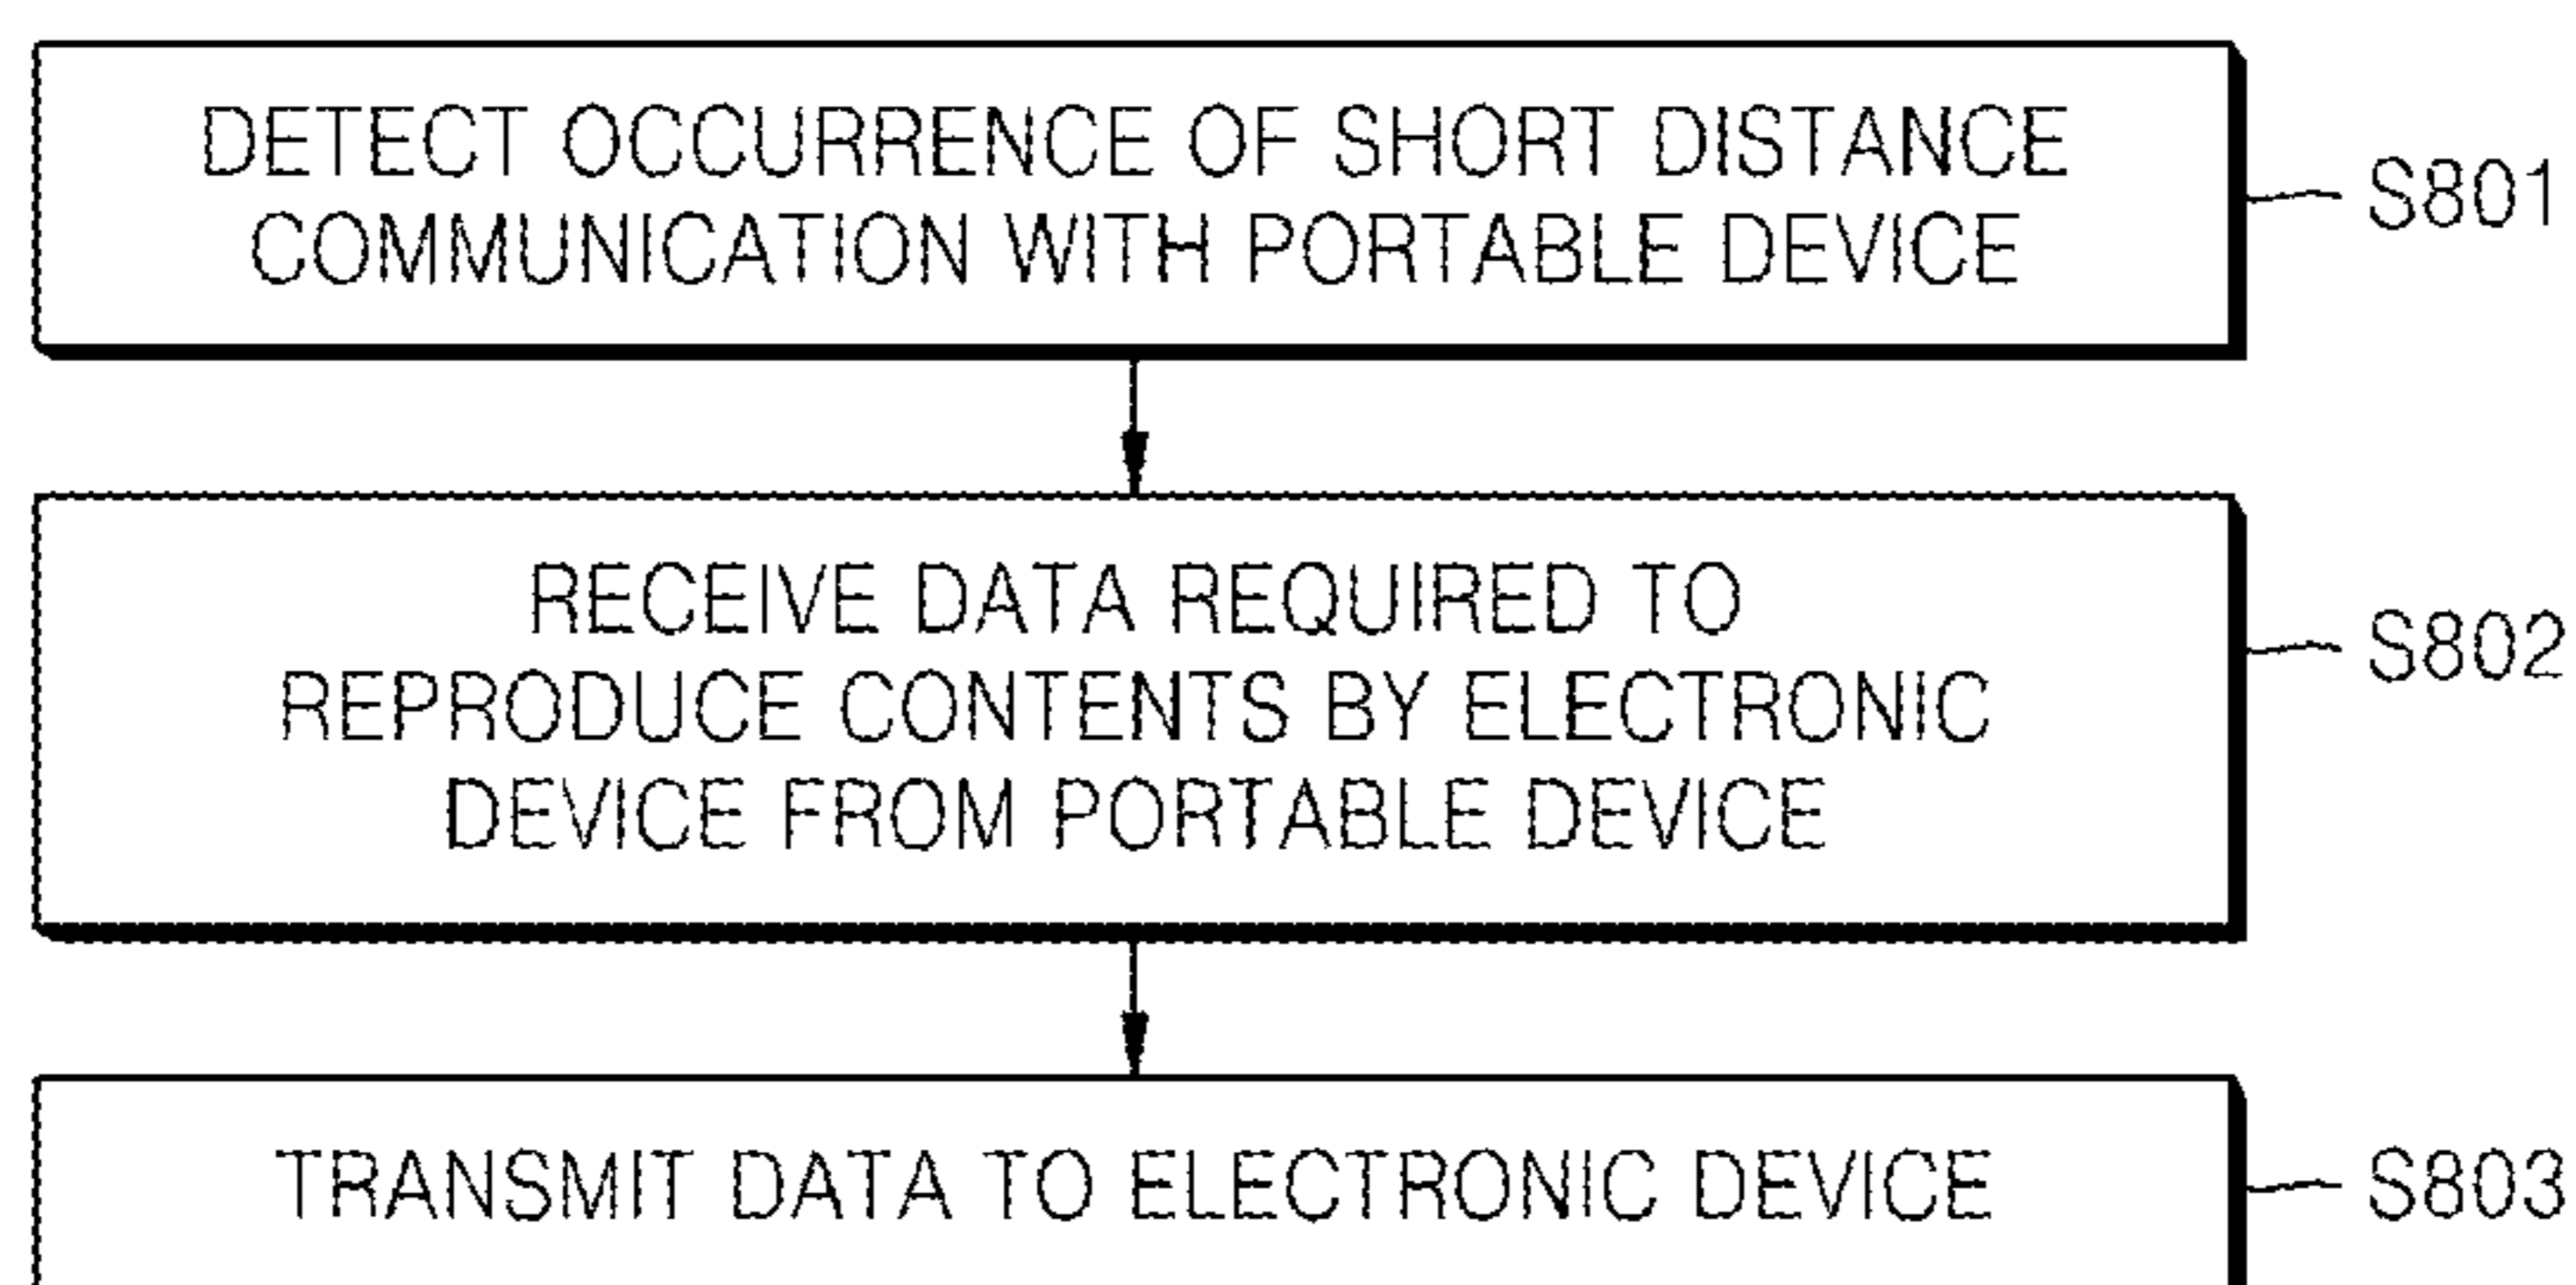 DETECT OCCURRENCE OF SHORT DISTANCE
COMMUNICATION WITH PORTABLE DEVICE
S801
RECEIVE DATA REQUIRED TO
REPRODUCE CONTENTS BY ELECTRONIC
DEVICE FROM PORTABLE DEVICE
S802
TRANSMIT DATA TO ELECTRONIC DEVICE
S803